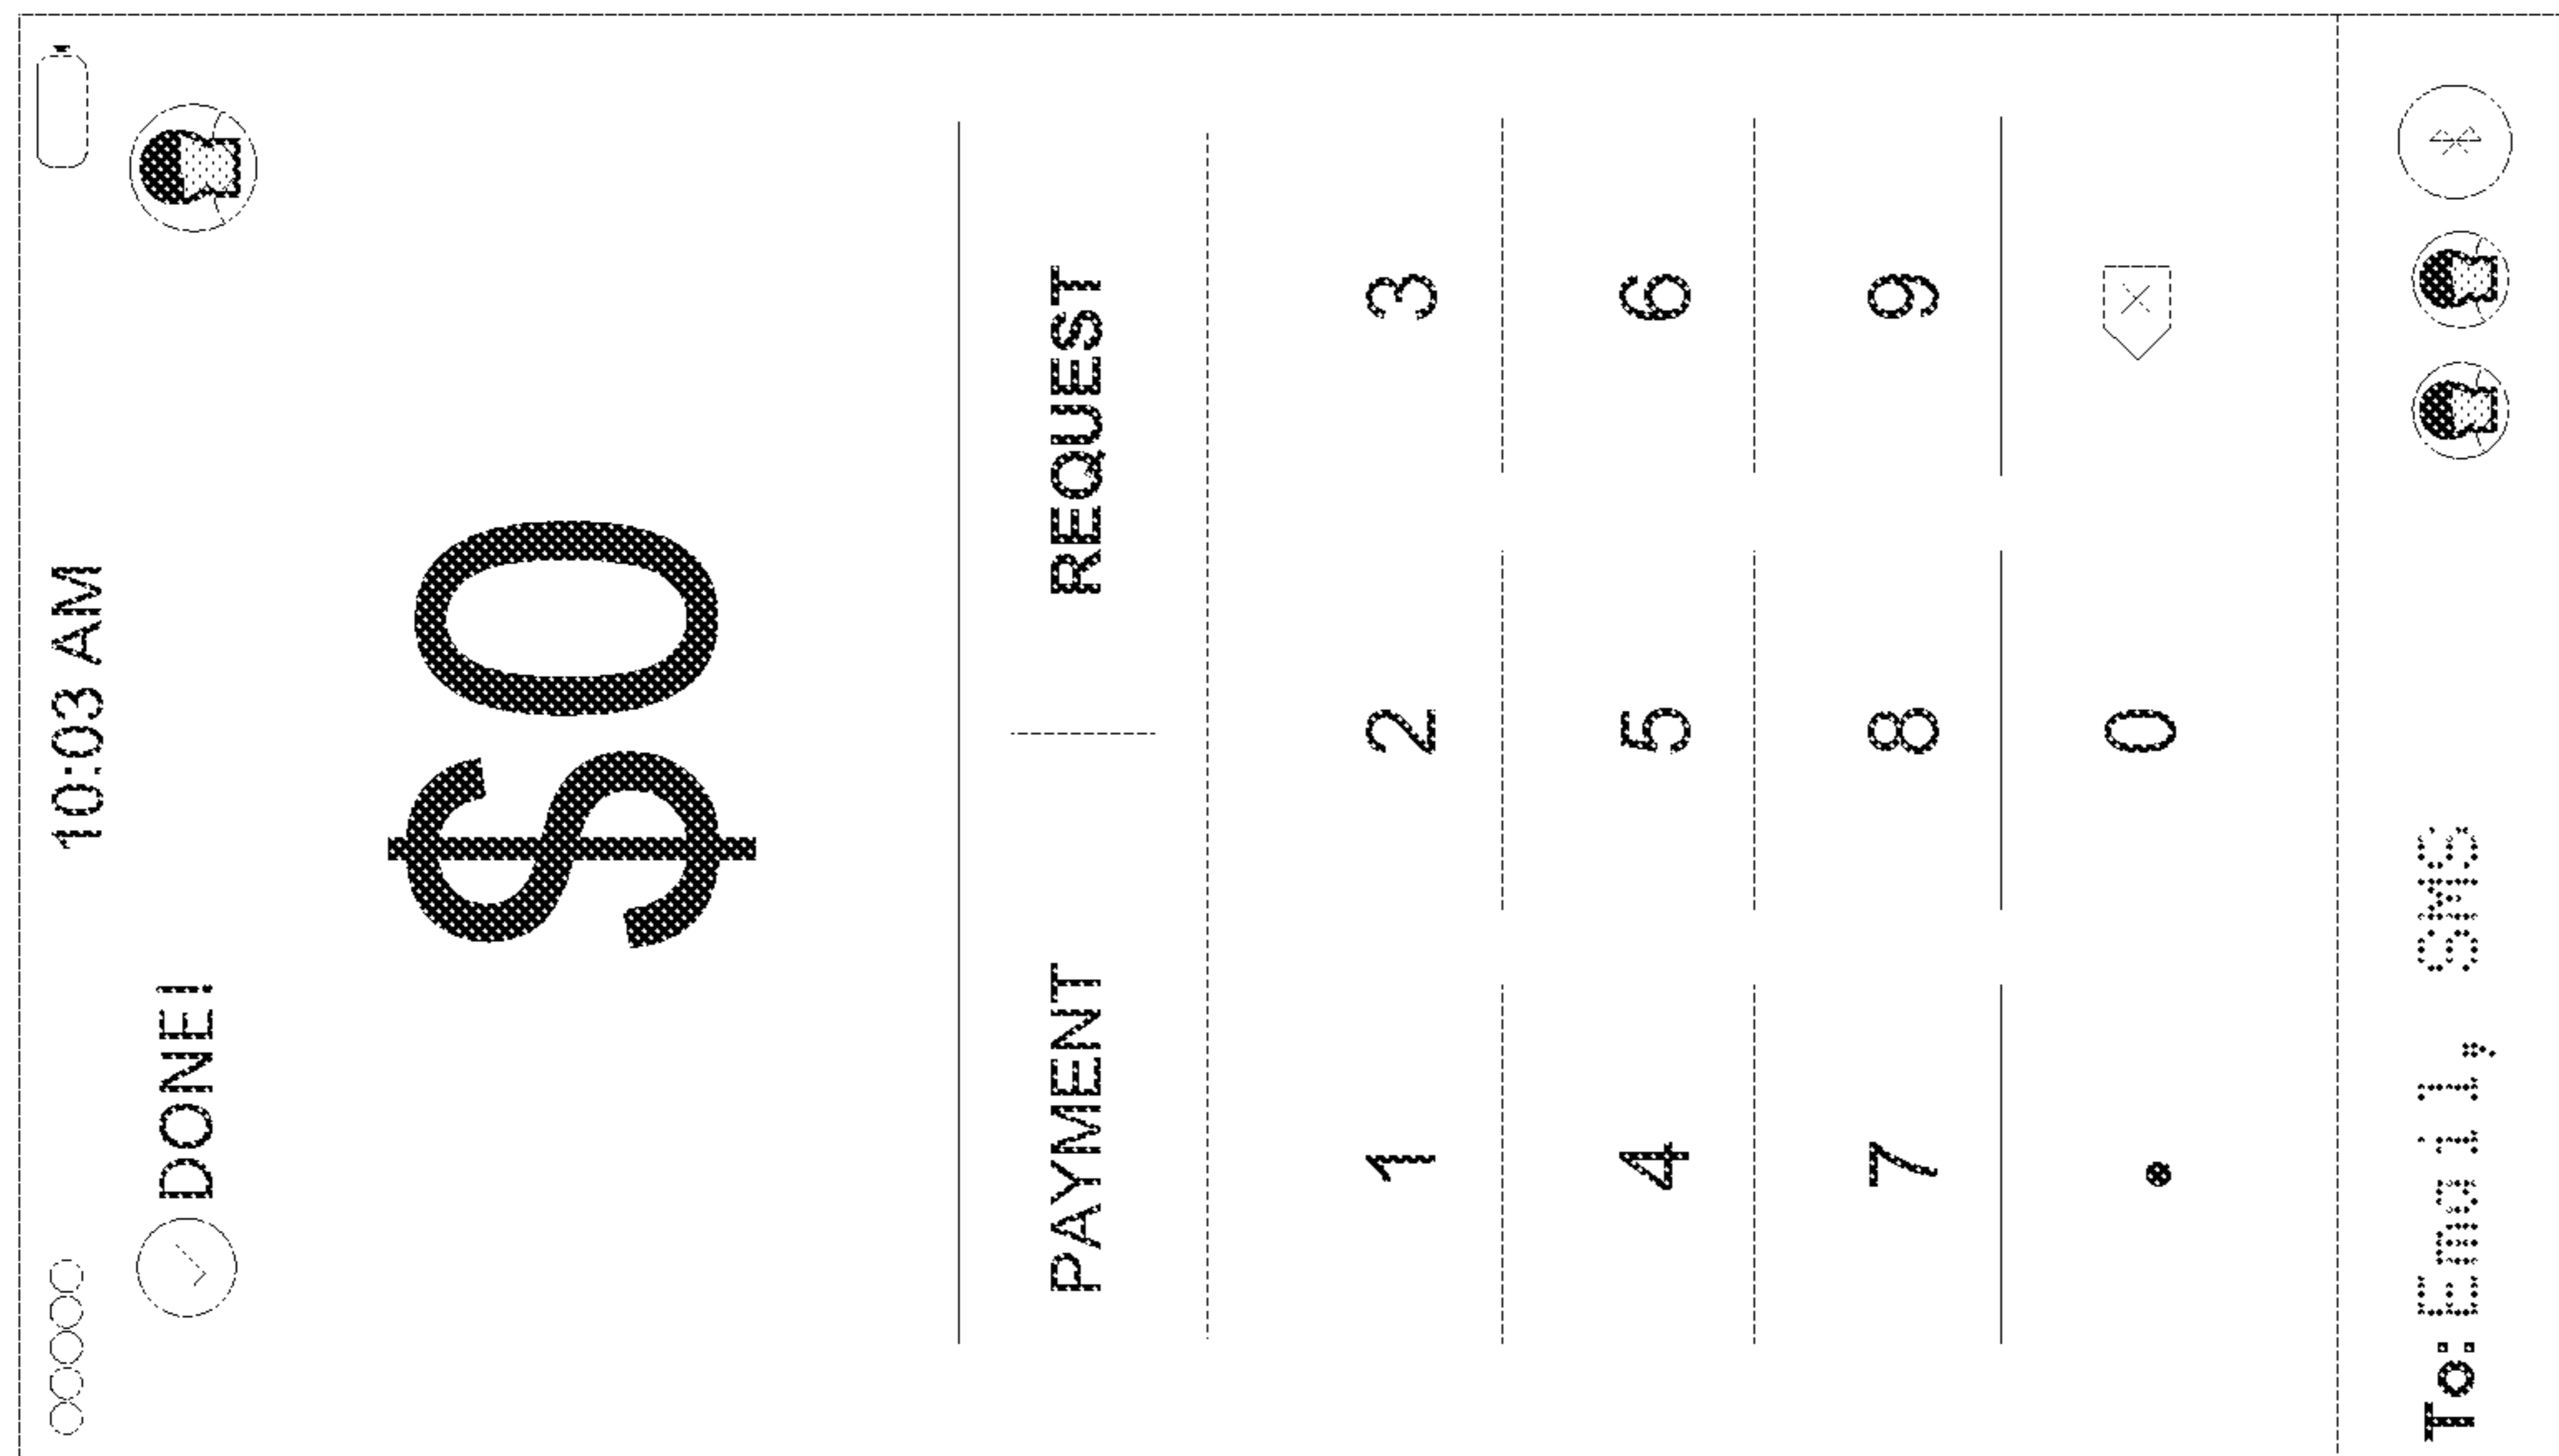 10:03 AM
DONE!
$0
PAYMENT REQUEST
1 2 3
4 5 6
7 8 9
. 0
To: Email, SMS